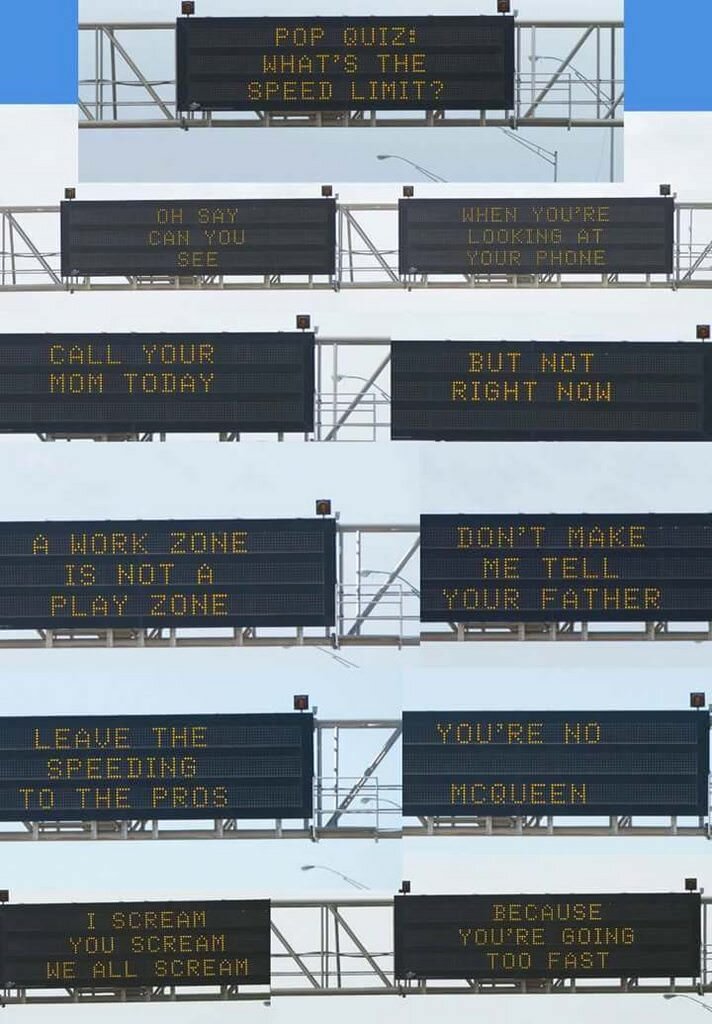 POP QUIZ:
WHAT'S THE
SPEED LIMIT?
OH SAY
CAN YOU
SEE
WHEN YOU'RE
LOOKING AT
YOUR PHONE
CALL YOUR
MOM TODAY
BUT NOT
RIGHT NOW
A WORK ZONE
IS NOT A
PLAY ZONE
DON'T MAKE
ME TELL
YOUR FATHER
LEAVE THE
SPEEDING
TO THE PROS
YOU'RE NO
MCQUEEN
I SCREAM
YOU SCREAM
WE ALL SCREAM
BECAUSE
YOU'RE GOING
TOO FAST